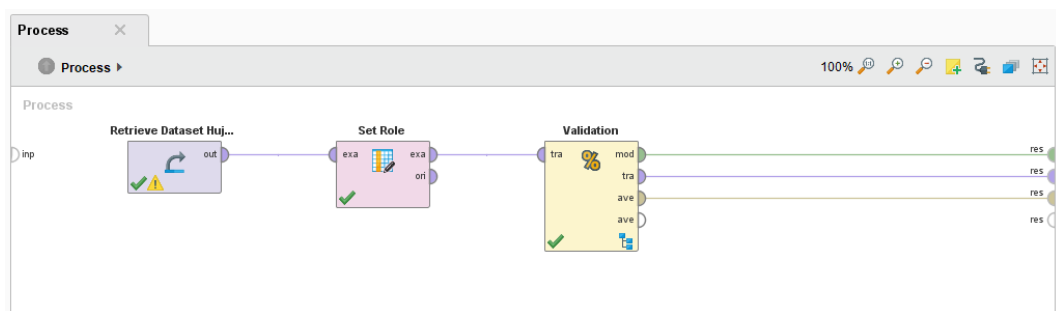 Process
Process
100%
Process
Retrieve Dataset Huj...
Set Role
Validation
inp
out
exa
exa
ori
tra
mod
tra
ave
ave
res
res
res
res